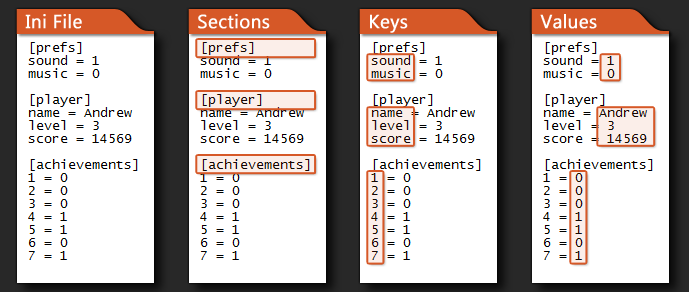 Ini File
[prefs]
sound = 1
music = 0
[player]
name = Andrew
level = 3
score = 14569
[achievements]
1 = 0
2 = 0
3 = 0
4 = 1
5 = 1
6 = 0
7 = 1
Sections
[prefs]
sound = 1
music = 0
[player]
name = Andrew
level = 3
score = 14569
[achievements]
1 = 0
2 = 0
3 = 0
4 = 1
5 = 1
6 = 0
7 = 1
Keys
[prefs]
sound = 1
music = 0
[player]
name = Andrew
level = 3
score = 14569
[achievements]
1 = 0
2 = 0
3 = 0
4 = 1
5 = 1
6 = 0
7 = 1
Values
[prefs]
sound = 1
music = 0
[player]
name = Andrew
level = 3
score = 14569
[achievements]
1 = 0
2 = 0
3 = 0
4 = 1
5 = 1
6 = 0
7 = 1